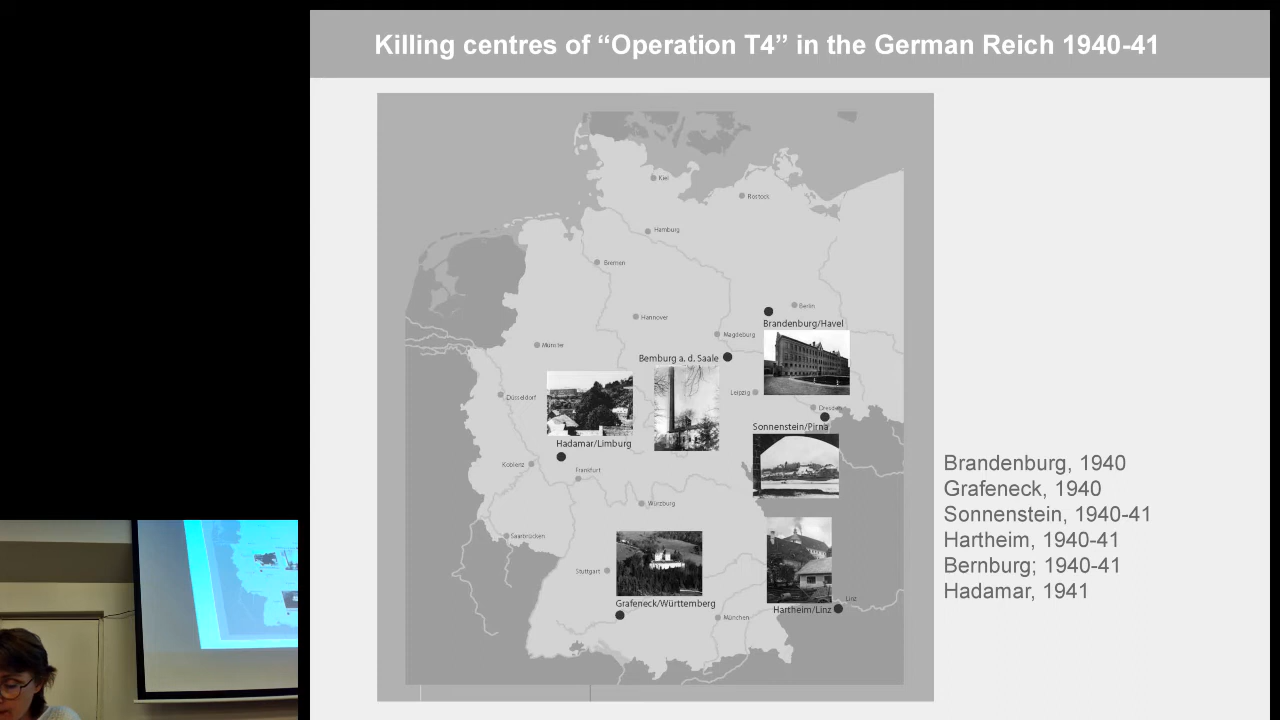 Killing centres of “Operation T4” in the German Reich 1940-41
Kiel
Rostock
Hamburg
Bremen
Berlin
Hannover
Brandenburg/Havel
Magdeburg
Münster
Bemburg a. d. Saale
Leipzig
Düsseldorf
Dresden
Sonnenstein/Pirna
Hadamar/Limburg
Koblenz
Frankfurt
Würzburg
Saarbrücken
Stuttgart
Grafeneck/Württemberg
Linz
Hartheim/Linz
München
Brandenburg, 1940
Grafeneck, 1940
Sonnenstein, 1940-41
Hartheim, 1940-41
Bernburg; 1940-41
Hadamar, 1941